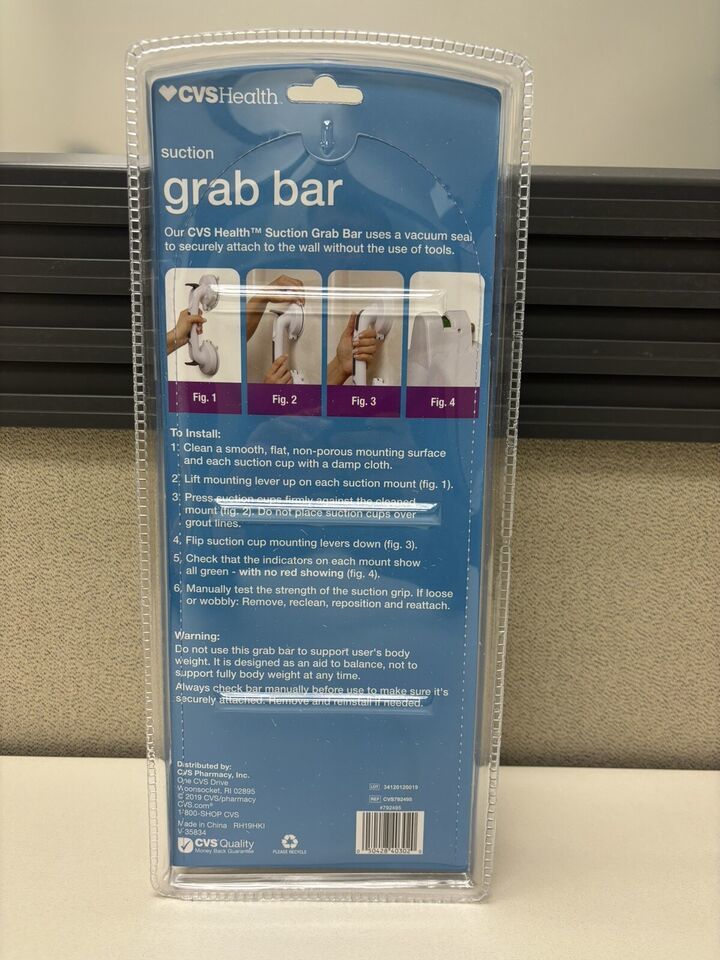 CVSHealth™
suction
grab bar
Our CVS Health™ Suction Grab Bar uses a vacuum seal
to securely attach to the wall without the use of tools.
Fig. 1
Fig. 2
Fig. 3
Fig. 4
To Install:
1. Clean a smooth, flat, non-porous mounting surface
and each suction cup with a damp cloth.
2. Lift mounting lever up on each suction mount (fig. 1).
3. Press suction cups firmly against the cleaned
mount (fig. 2). Do not place suction cups over
grout lines.
4. Flip suction cup mounting levers down (fig. 3).
5. Check that the indicators on each mount show
all green - with no red showing (fig. 4).
6. Manually test the strength of the suction grip. If loose
or wobbly: Remove, reclean, reposition and reattach.
Warning:
Do not use this grab bar to support user's body
weight. It is designed as an aid to balance, not to
support fully body weight at any time.
Always check bar manually before use to make sure it's
securely attached. Remove and reinstall if needed.
Distributed by:
CVS Pharmacy, Inc.
One CVS Drive
Woonsocket, RI 02895
© 2019 CVS/pharmacy
CVS.com®
1-800-SHOP CVS
Made in China RH19HKI
V-35834
CVS Quality
Money Back Guarantee
PLEASE RECYCLE
LOT 34120120019
REF CVS792495
#792495
50428 40302